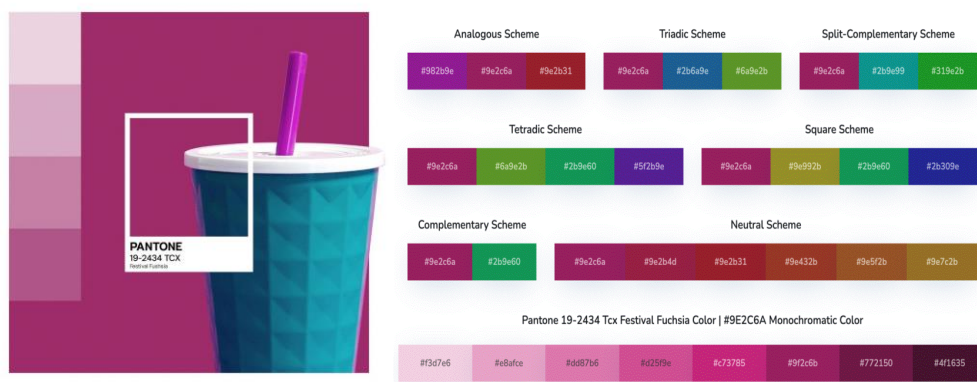 PANTONE
19-2434 TCX
Festival Fuchsia
Analogous Scheme
#982b9e #9e2c6a #9e2b31
Triadic Scheme
#9e2c6a #2b6a9e #6a9e2b
Split-Complementary Scheme
#9e2c6a #2b9e99 #319e2b
Tetradic Scheme
#9e2c6a #6a9e2b #2b9e60 #5f2b9e
Square Scheme
#9e2c6a #9e992b #2b9e60 #2b309e
Complementary Scheme
#9e2c6a #2b9e60
Neutral Scheme
#9e2c6a #9e2b4d #9e2b31 #9e432b #9e5f2b #9e7c2b
Pantone 19-2434 Tcx Festival Fuchsia Color | #9E2C6A Monochromatic Color
#f3d7e6 #e8afce #dd87b6 #d25f9e #c73785 #9f2c6b #772150 #4f1635